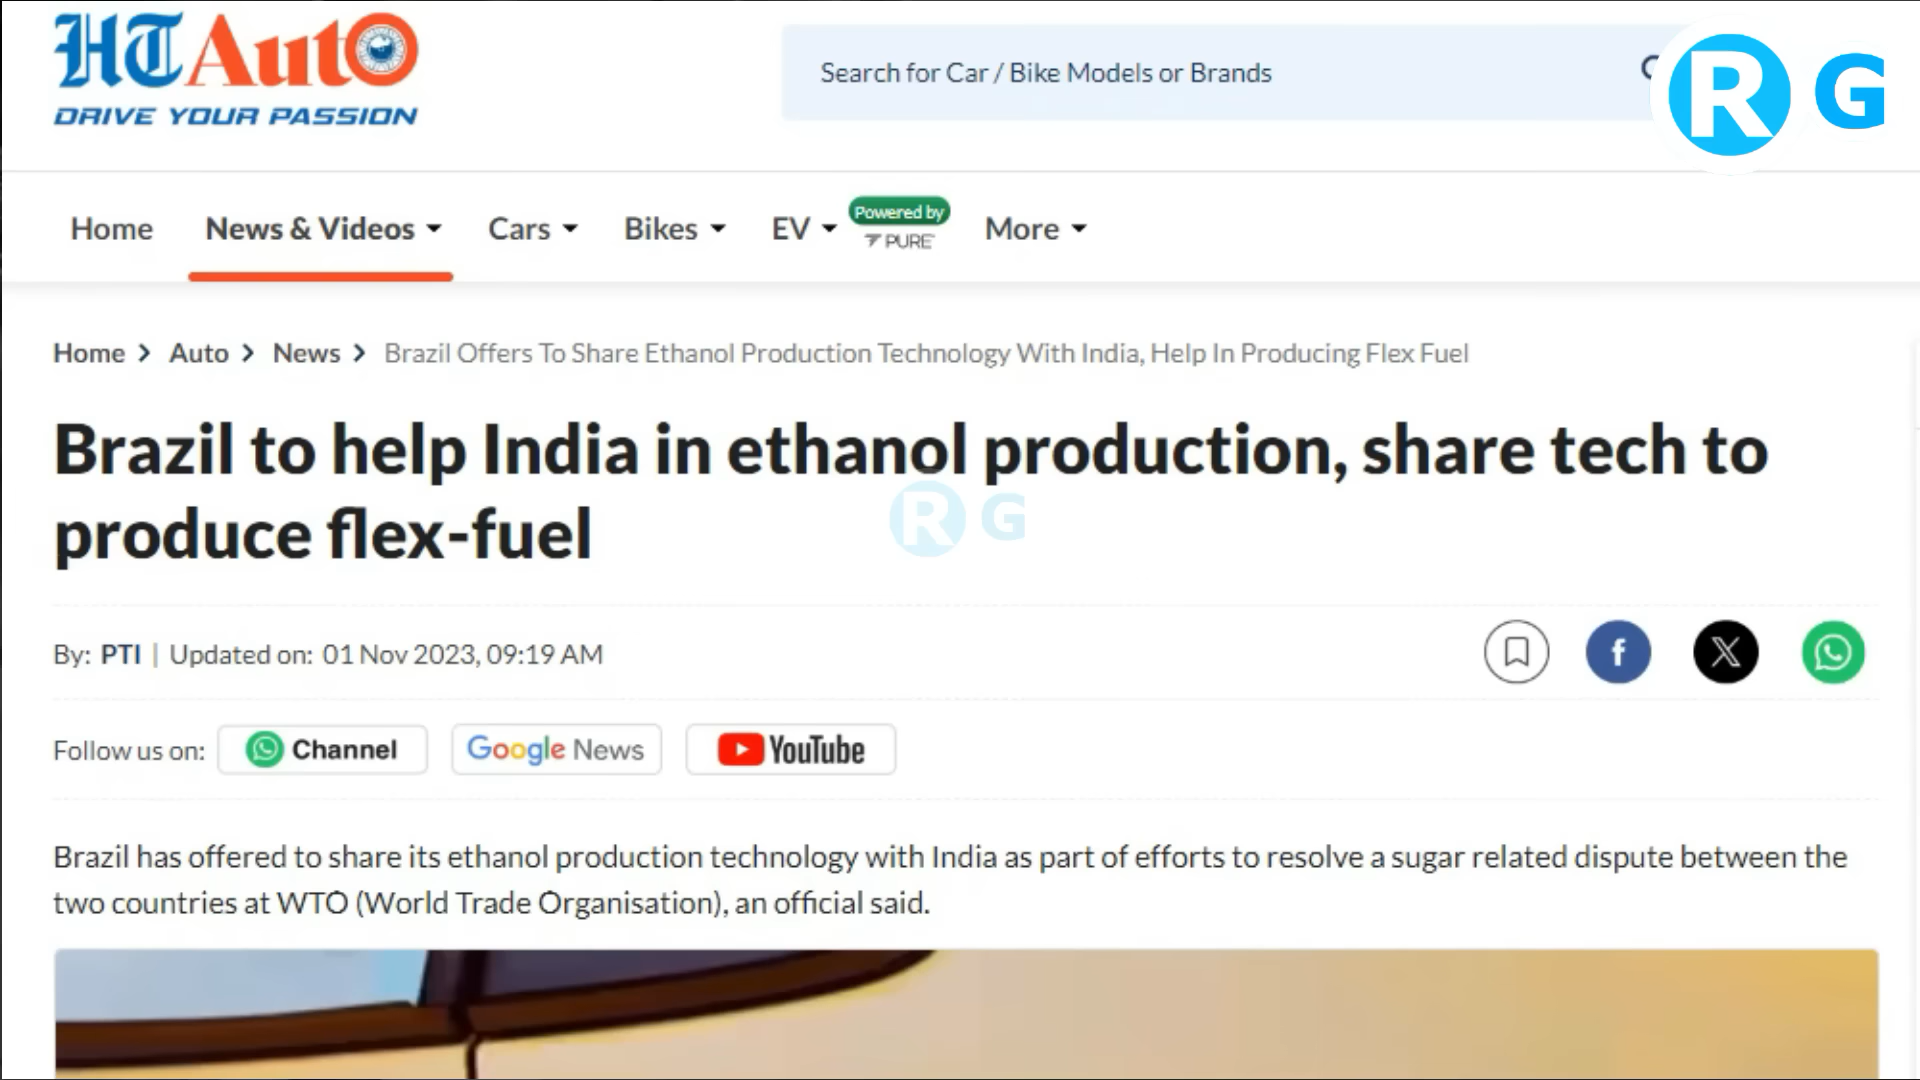 HT Auto
DRIVE YOUR PASSION
Search for Car / Bike Models or Brands
R G
Home News & Videos Cars Bikes EV Powered by PURE More
Home > Auto > News > Brazil Offers To Share Ethanol Production Technology With India, Help In Producing Flex Fuel
Brazil to help India in ethanol production, share tech to
produce flex-fuel
R G
By: PTI | Updated on: 01 Nov 2023, 09:19 AM
Follow us on: Channel Google News YouTube
Brazil has offered to share its ethanol production technology with India as part of efforts to resolve a sugar related dispute between the
two countries at WTO (World Trade Organisation), an official said.